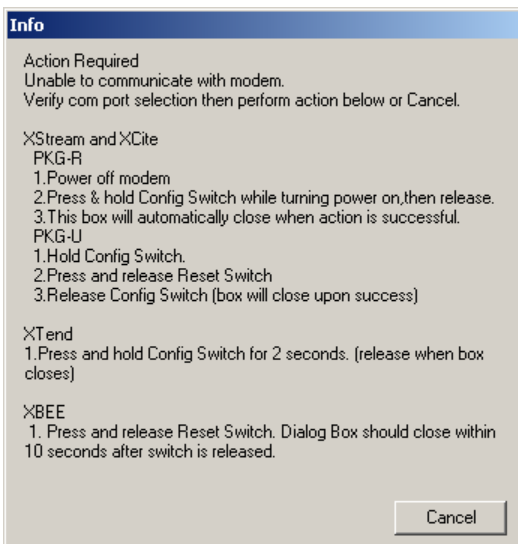 Info
Action Required
Unable to communicate with modem.
Verify com port selection then perform action below or Cancel.
XStream and XCite
PKG-R
1.Power off modem
2.Press & hold Config Switch while turning power on,then release.
3.This box will automatically close when action is successful.
PKG-U
1.Hold Config Switch.
2.Press and release Reset Switch
3.Release Config Switch (box will close upon success)
XTend
1.Press and hold Config Switch for 2 seconds. (release when box
closes)
XBEE
1. Press and release Reset Switch. Dialog Box should close within
10 seconds after switch is released.
Cancel